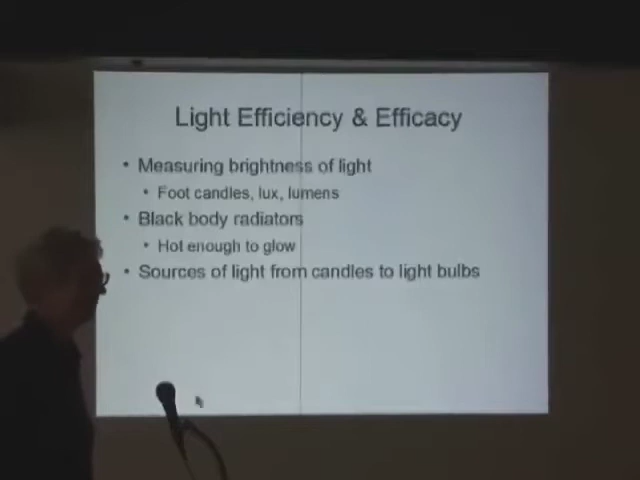 Light Efficiency & Efficacy
• Measuring brightness of light
• Foot candles, lux, lumens
• Black body radiators
• Hot enough to glow
• Sources of light from candles to light bulbs